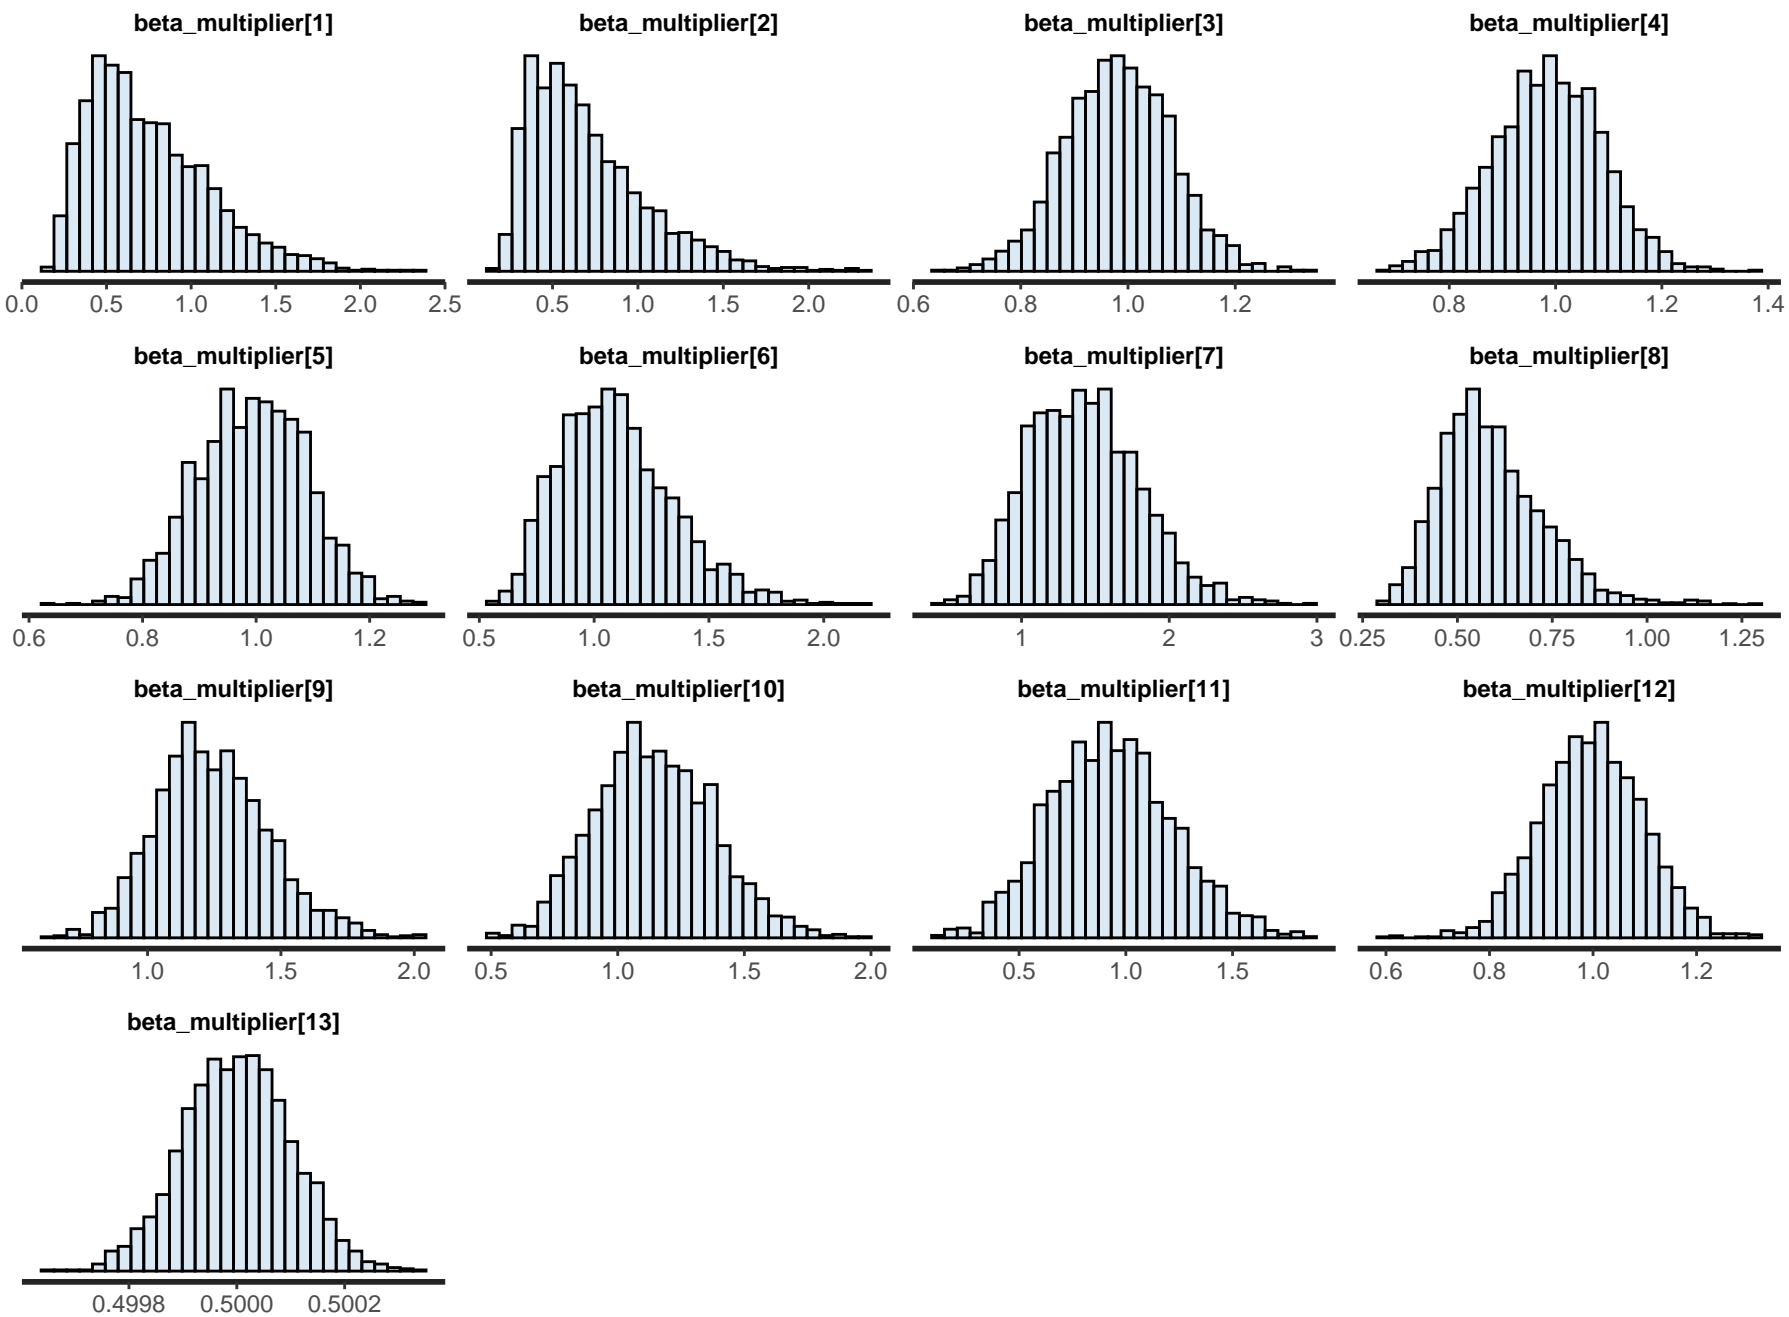 beta_multiplier[1] beta_multiplier[2] beta_multiplier[3] beta_multiplier[4]
0.0 0.5 1.0 1.5 2.0 2.5 0.5 1.0 1.5 2.0 0.6 0.8 1.0 1.2 0.8 1.0 1.2 1.4
beta_multiplier[5] beta_multiplier[6] beta_multiplier[7] beta_multiplier[8]
0.6 0.8 1.0 1.2 0.5 1.0 1.5 2.0 1 2 3 0.25 0.50 0.75 1.00 1.25
beta_multiplier[9] beta_multiplier[10] beta_multiplier[11] beta_multiplier[12]
1.0 1.5 2.0 0.5 1.0 1.5 2.0 0.5 1.0 1.5 0.6 0.8 1.0 1.2
beta_multiplier[13]
0.4998 0.5000 0.5002